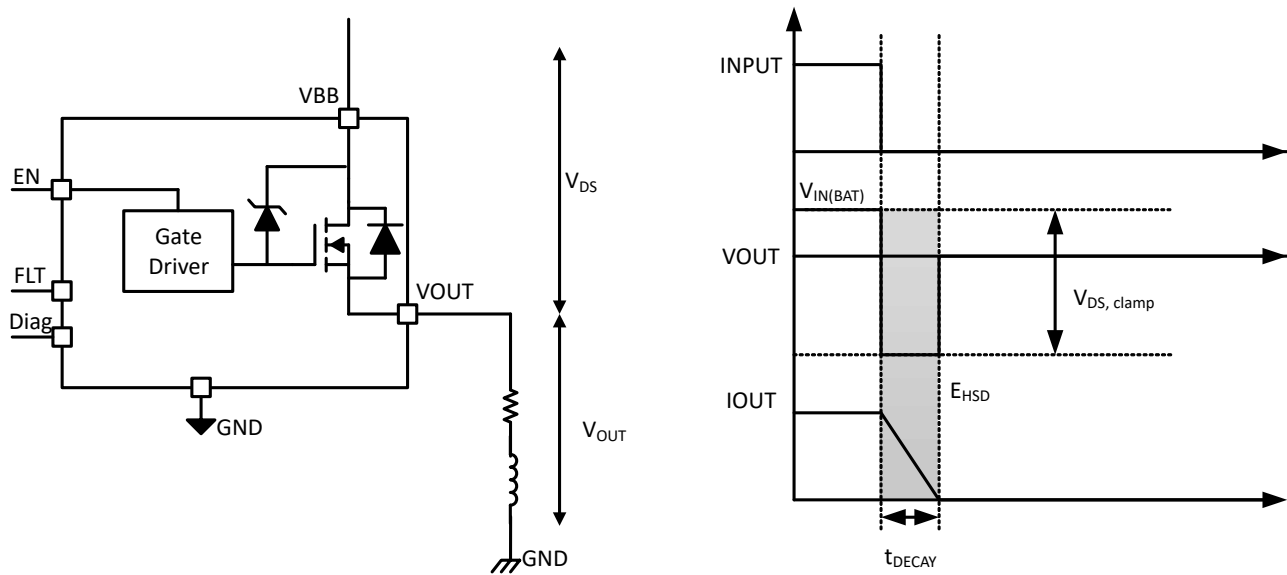 VBB
EN
Gate
Driver
FLT
Diag
VOUT
GND
GND
VDS
VOUT
INPUT
VIN(BAT)
VOUT
VDS, clamp
EHSD
IOUT
tDECAY